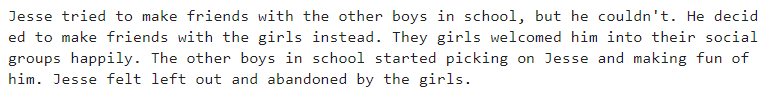 Jesse tried to make friends with the other boys in school, but he couldn't. He decid
ed to make friends with the girls instead. They girls welcomed him into their social
groups happily. The other boys in school started picking on Jesse and making fun of
him. Jesse felt left out and abandoned by the girls.